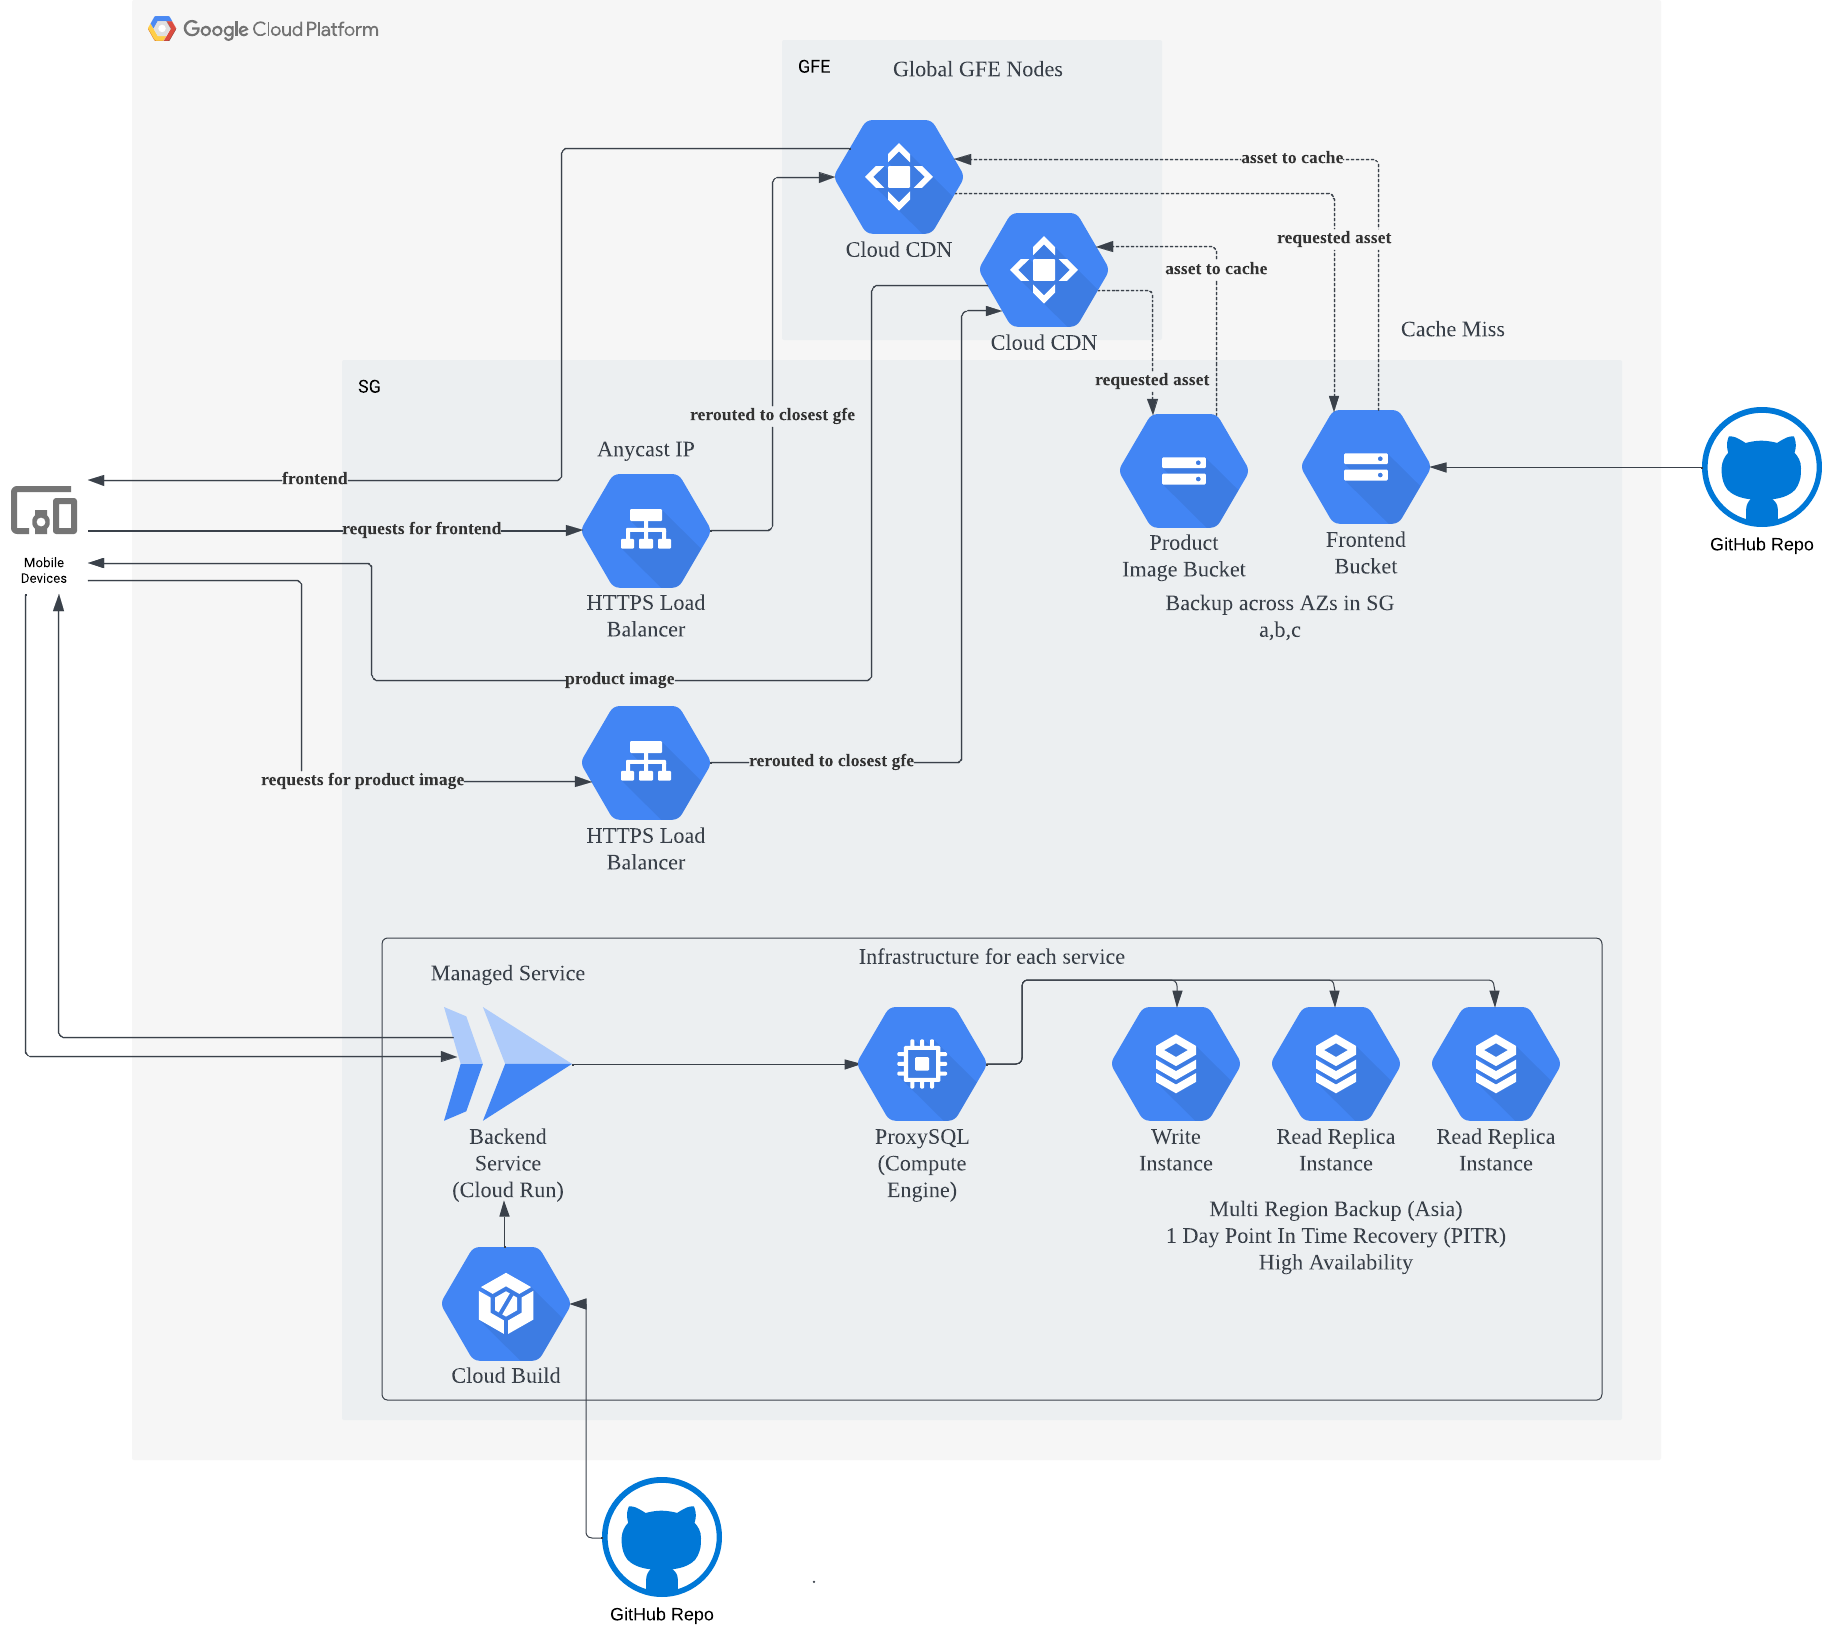 Google Cloud Platform
GFE
Global GFE Nodes
Cloud CDN
asset to cache
requested asset
Cloud CDN
asset to cache
requested asset
Cache Miss
SG
rerouted to closest gfe
Anycast IP
frontend
requests for frontend
Mobile
Devices
HTTPS Load
Balancer
Product
Image Bucket
Frontend
Bucket
Backup across AZs in SG
a,b,c
GitHub Repo
product image
requests for product image
rerouted to closest gfe
HTTPS Load
Balancer
Infrastructure for each service
Managed Service
Backend
Service
(Cloud Run)
ProxySQL
(Compute
Engine)
Write
Instance
Read Replica
Instance
Read Replica
Instance
Multi Region Backup (Asia)
1 Day Point In Time Recovery (PITR)
High Availability
Cloud Build
GitHub Repo
.